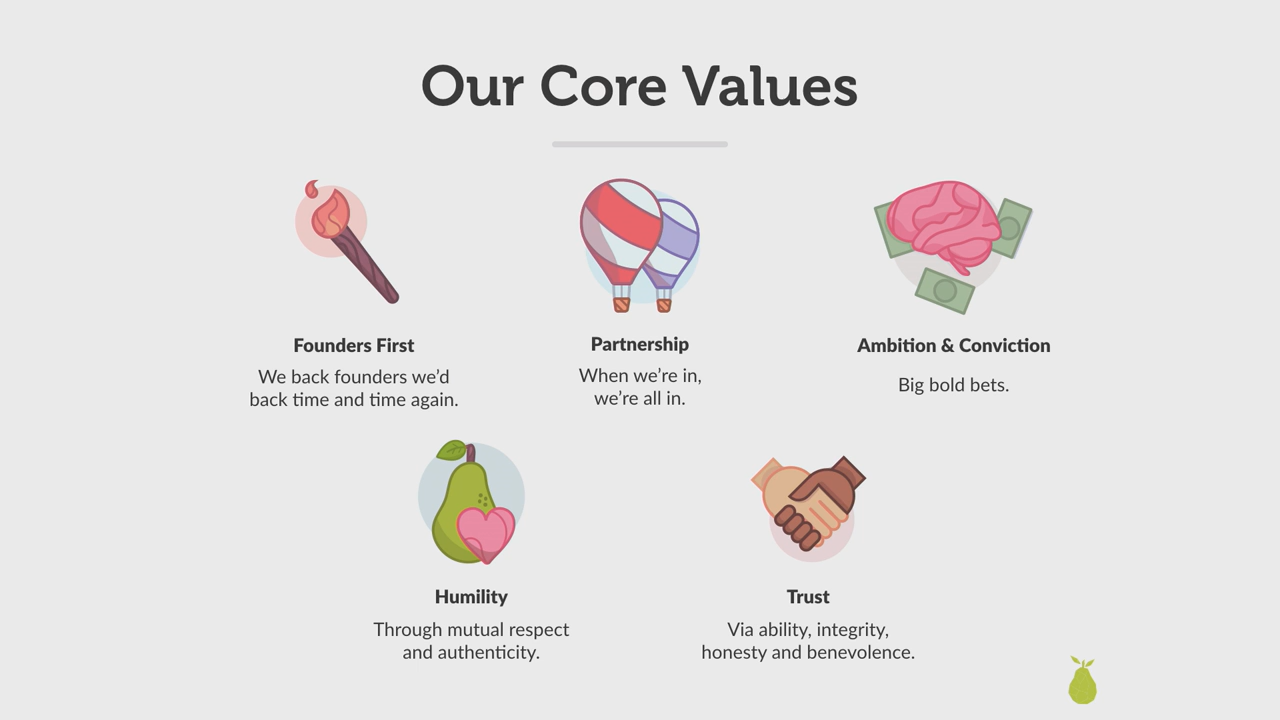 Our Core Values
Founders First
We back founders we’d
back time and time again.
Partnership
When we’re in,
we’re all in.
Ambition & Conviction
Big bold bets.
Humility
Through mutual respect
and authenticity.
Trust
Via ability, integrity,
honesty and benevolence.